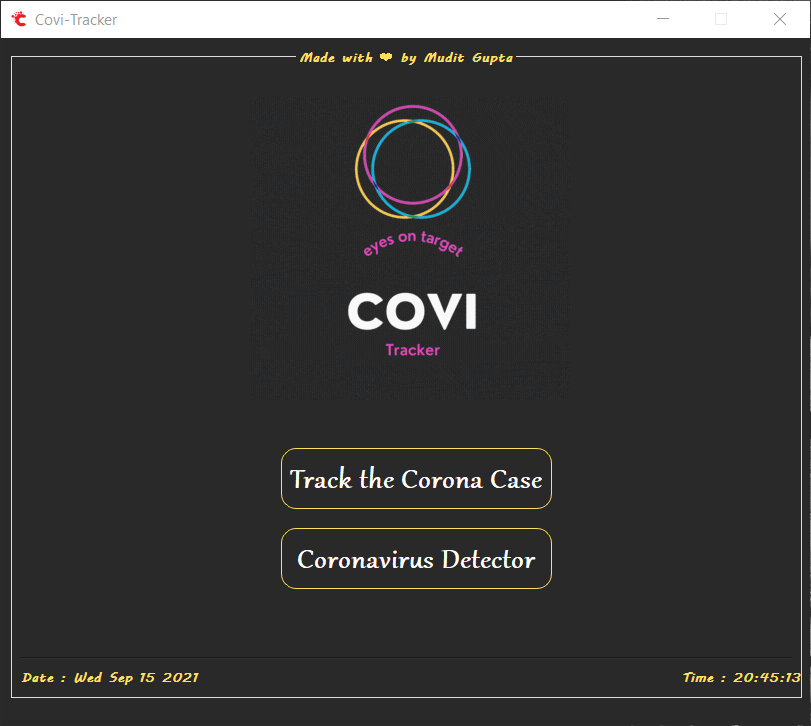 Covi-Tracker
Made with ❤ by Mudit Gupta
eyes on target
COVI
Tracker
Track the Corona Case
Coronavirus Detector
Date : Wed Sep 15 2021
Time : 20:45:13